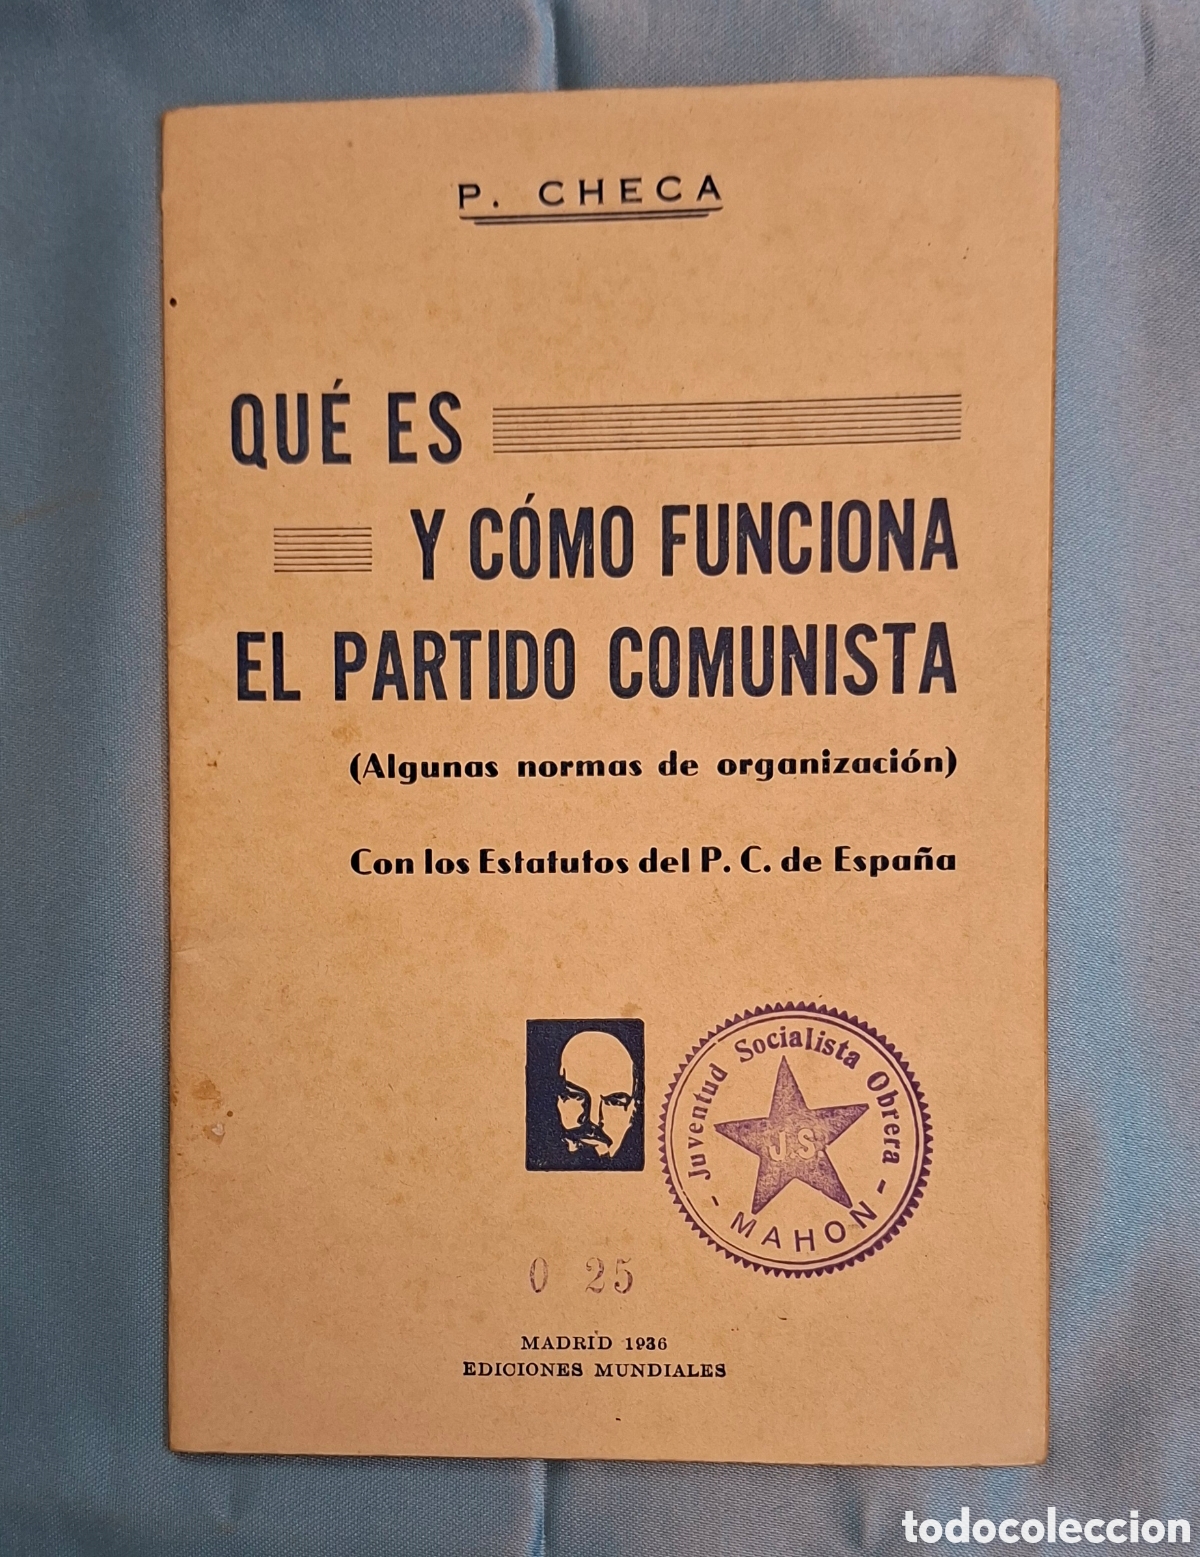 P. CHECA
QUÉ ES
Y CÓMO FUNCIONA
EL PARTIDO COMUNISTA
(Algunas normas de organización)
Con los Estatutos del P. C. de España
Juventud Socialista Obrera
J.S.
- MAHON -
0 25
MADRID 1936
EDICIONES MUNDIALES
todocoleccion